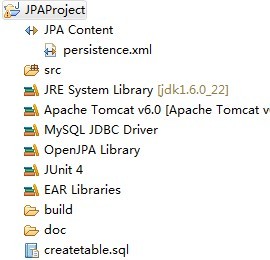 JPAProject
JPA Content
persistence.xml
src
JRE System Library [jdk1.6.0_22]
Apache Tomcat v6.0 [Apache Tomcat v
MySQL JDBC Driver
OpenJPA Library
JUnit 4
EAR Libraries
build
doc
createtable.sql